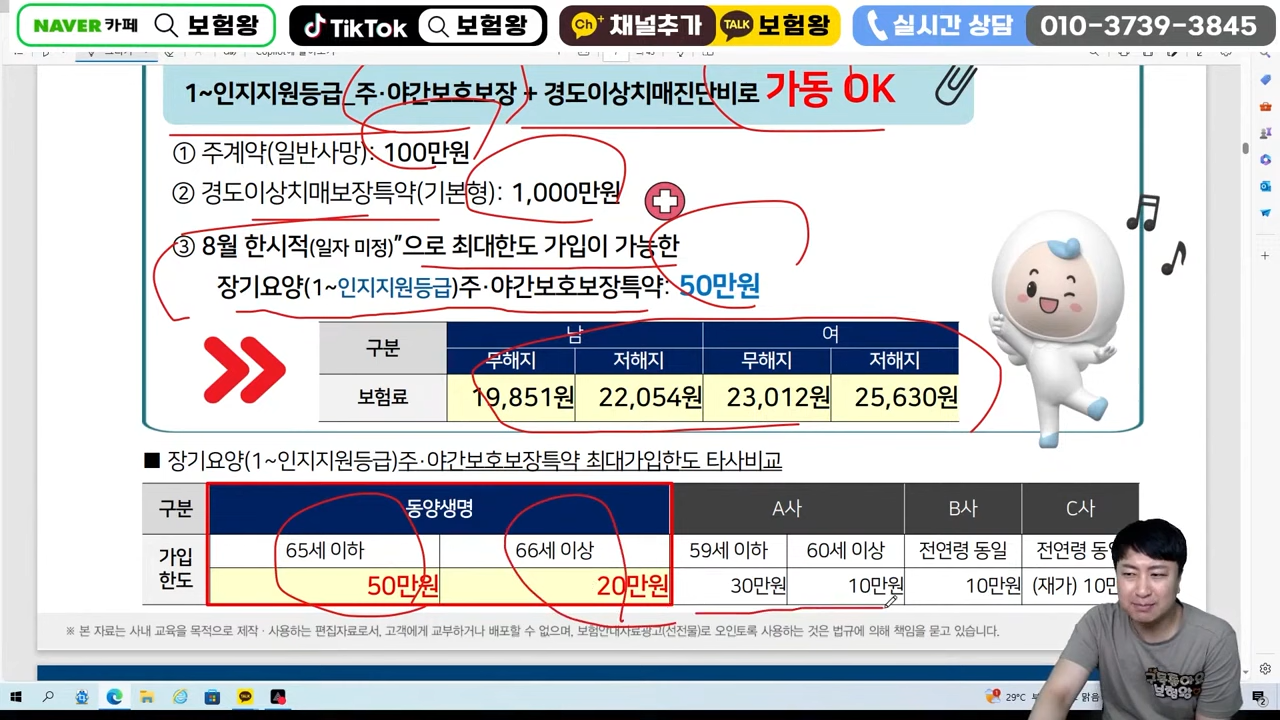 NAVER 카페 보험왕
TikTok 보험왕
Ch+ 채널추가 TALK 보험왕
실시간 상담 010-3739-3845
1~인지지원등급_주·야간보호보장 + 경도이상치매진단비로 가동 OK
① 주계약(일반사망): 100만원
② 경도이상치매보장특약(기본형): 1,000만원
③ 8월 한시적(일자 미정)"으로 최대한도 가입이 가능한
장기요양(1~인지지원등급)주·야간보호보장특약: 50만원
구분 남 여
무해지 저해지 무해지 저해지
보험료 19,851원 22,054원 23,012원 25,630원
■ 장기요양(1~인지지원등급)주·야간보호보장특약 최대가입한도 타사비교
구분 동양생명 A사 B사 C사
가입한도 65세 이하 66세 이상 59세 이하 60세 이상 전연령 동일 전연령
50만원 20만원 30만원 10만원 10만원 (재가)
※ 본 자료는 사내 교육을 목적으로 제작·사용하는 편집자료로서, 고객에게 교부하거나 배포할 수 없으며, 보험안내자료광고(선전물)로 오인토록 사용하는 것은 법규에 의해 책임을 묻고 있습니다.
29°C